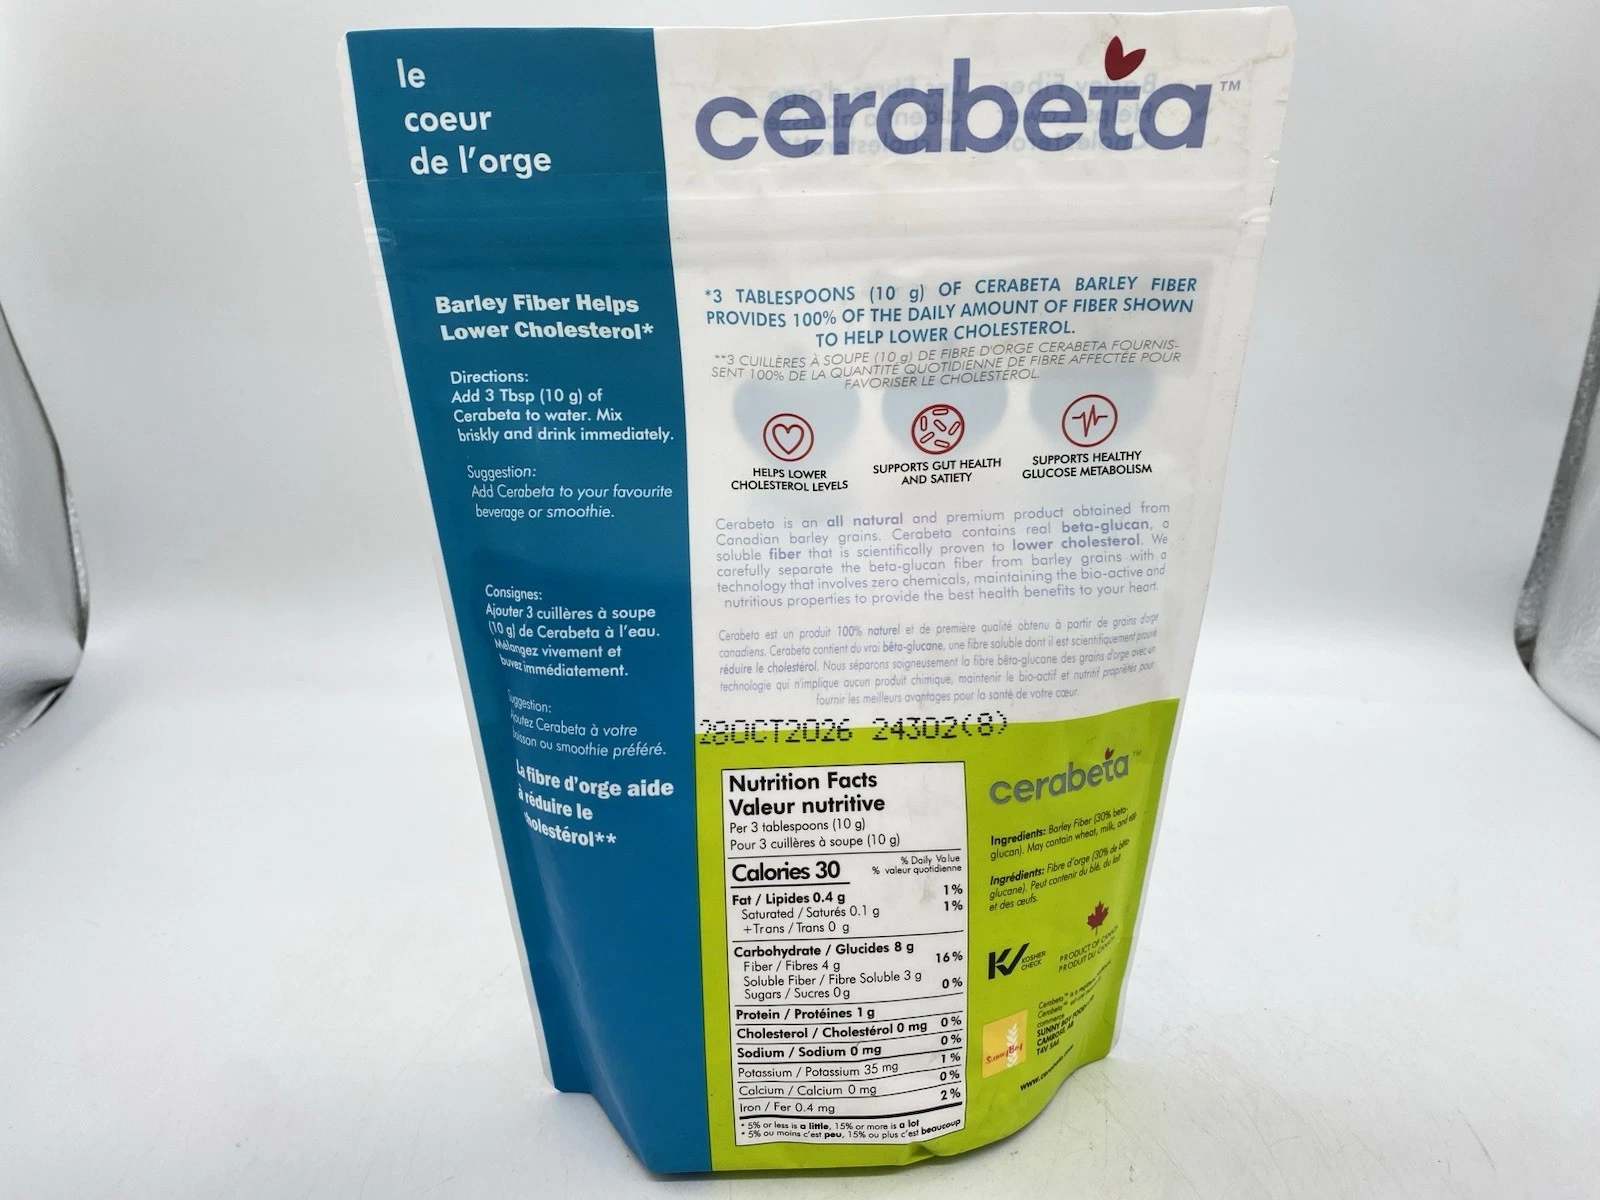 le
coeur
de l'orge
Barley Fiber Helps
Lower Cholesterol*
Directions:
Add 3 Tbsp (10 g) of
Cerabeta to water. Mix
briskly and drink immediately.
Suggestion:
Add Cerabeta to your favourite
beverage or smoothie.
Consignes:
Ajouter 3 cuillères à soupe
(10 g) de Cerabeta à l'eau.
Mélangez vivement et
buvez immédiatement.
Suggestion:
Ajoutez Cerabeta à votre
boisson ou smoothie préféré.
La fibre d'orge aide
à réduire le
cholestérol**
cerabeta™
*3 TABLESPOONS (10 g) OF CERABETA BARLEY FIBER
PROVIDES 100% OF THE DAILY AMOUNT OF FIBER SHOWN
TO HELP LOWER CHOLESTEROL.
**3 CUILLÈRES À SOUPE (10 g) DE FIBRE D'ORGE CERABETA FOURNIS-
SENT 100% DE LA QUANTITÉ QUOTIDIENNE DE FIBRE AFFECTÉE POUR
FAVORISER LE CHOLESTÉROL.
HELPS LOWER
CHOLESTEROL LEVELS
SUPPORTS GUT HEALTH
AND SATIETY
SUPPORTS HEALTHY
GLUCOSE METABOLISM
Cerabeta is an all natural and premium product obtained from
Canadian barley grains. Cerabeta contains real beta-glucan, a
soluble fiber that is scientifically proven to lower cholesterol. We
carefully separate the beta-glucan fiber from barley grains with a
technology that involves zero chemicals, maintaining the bio-active and
nutritious properties to provide the best health benefits to your heart.
Cerabeta est un produit 100% naturel et de première qualité obtenu à partir de grains d'orge
canadiens. Cerabeta contient du vrai bêta-glucane, une fibre soluble dont il est scientifiquement prouvé
réduire le cholestérol. Nous séparons soigneusement la fibre bêta-glucane des grains d'orge avec un
technologie qui n'implique aucun produit chimique, maintenir le bio-actif et nutritif propriétés pour
fournir les meilleurs avantages pour la santé de votre cœur.
28OCT2026 24302(8)
Nutrition Facts
Valeur nutritive
Per 3 tablespoons (10 g)
Pour 3 cuillères à soupe (10 g)
Calories 30 % Daily Value
% valeur quotidienne
Fat / Lipides 0.4 g 1%
Saturated / Saturés 0.1 g 1%
+Trans / Trans 0 g
Carbohydrate / Glucides 8 g
Fiber / Fibres 4 g 16%
Soluble Fiber / Fibre Soluble 3 g
Sugars / Sucres 0g 0%
Protein / Protéines 1 g
Cholesterol / Cholestérol 0 mg 0%
Sodium / Sodium 0 mg 0%
Potassium / Potassium 35 mg 1%
Calcium / Calcium 0 mg 0%
Iron / Fer 0.4 mg 2%
* 5% or less is a little, 15% or more is a lot
* 5% ou moins c'est peu, 15% ou plus c'est beaucoup
cerabeta™
Ingredients: Barley Fiber (30% beta-
glucan). May contain wheat, milk, and egg
Ingrédients: Fibre d'orge (30% de bêta
glucane). Peut contenir du blé, du lait
et des œufs.
KOSHER
CHECK
PRODUCT OF CANADA
PRODUIT DU CANADA
Cerabeta™ is a
Cerabeta™
commerce
SUNNY BOY FOODS
CAMROSE, AB
T4V
SunnyBoy